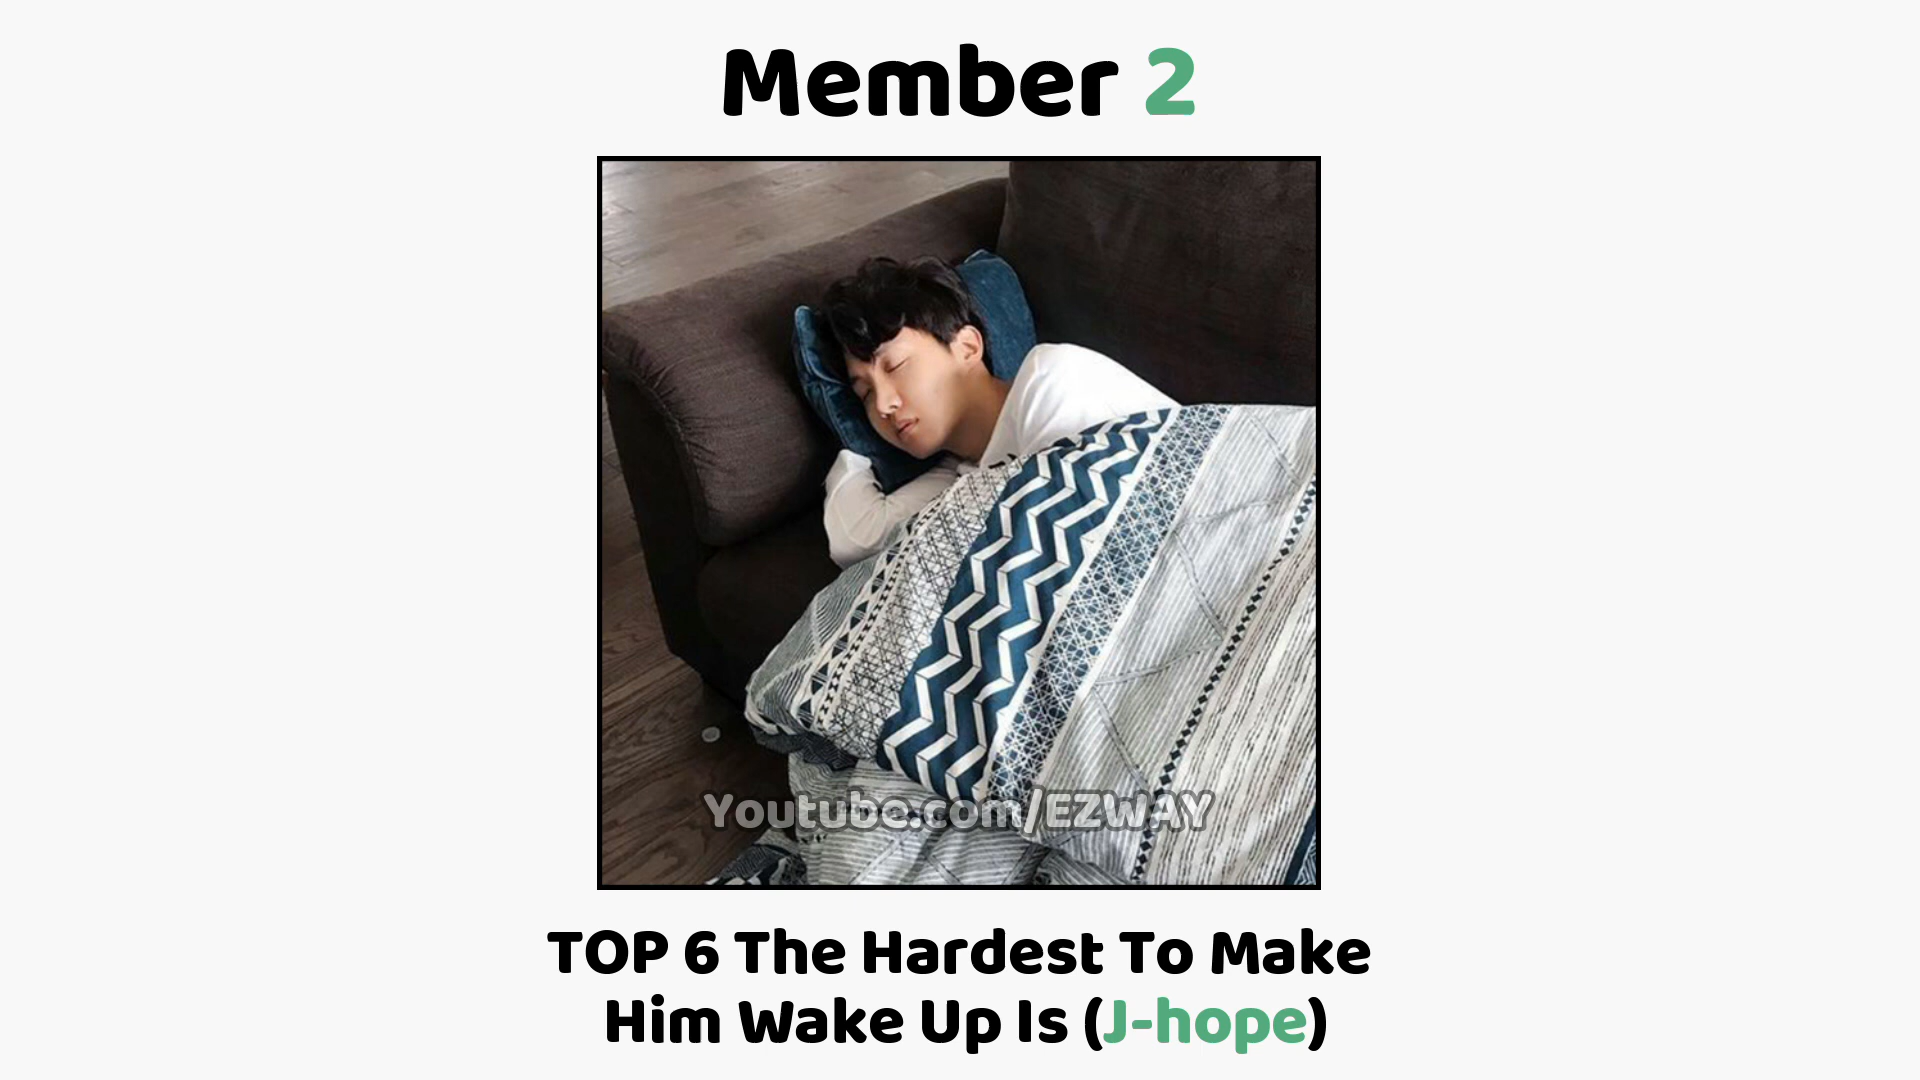 Member 2
Youtube.com/EZWAY
TOP 6 The Hardest To Make
Him Wake Up Is (J-hope)